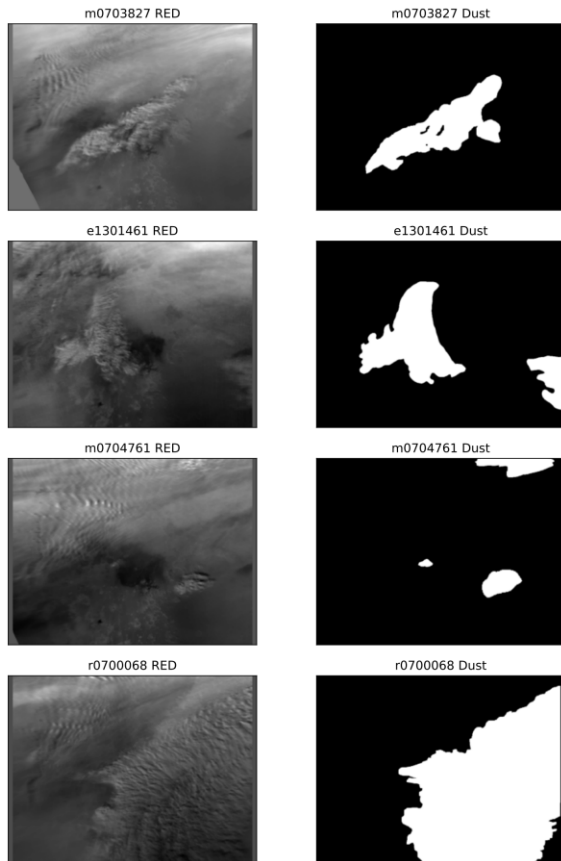 m0703827 RED
m0703827 Dust
e1301461 RED
e1301461 Dust
m0704761 RED
m0704761 Dust
r0700068 RED
r0700068 Dust